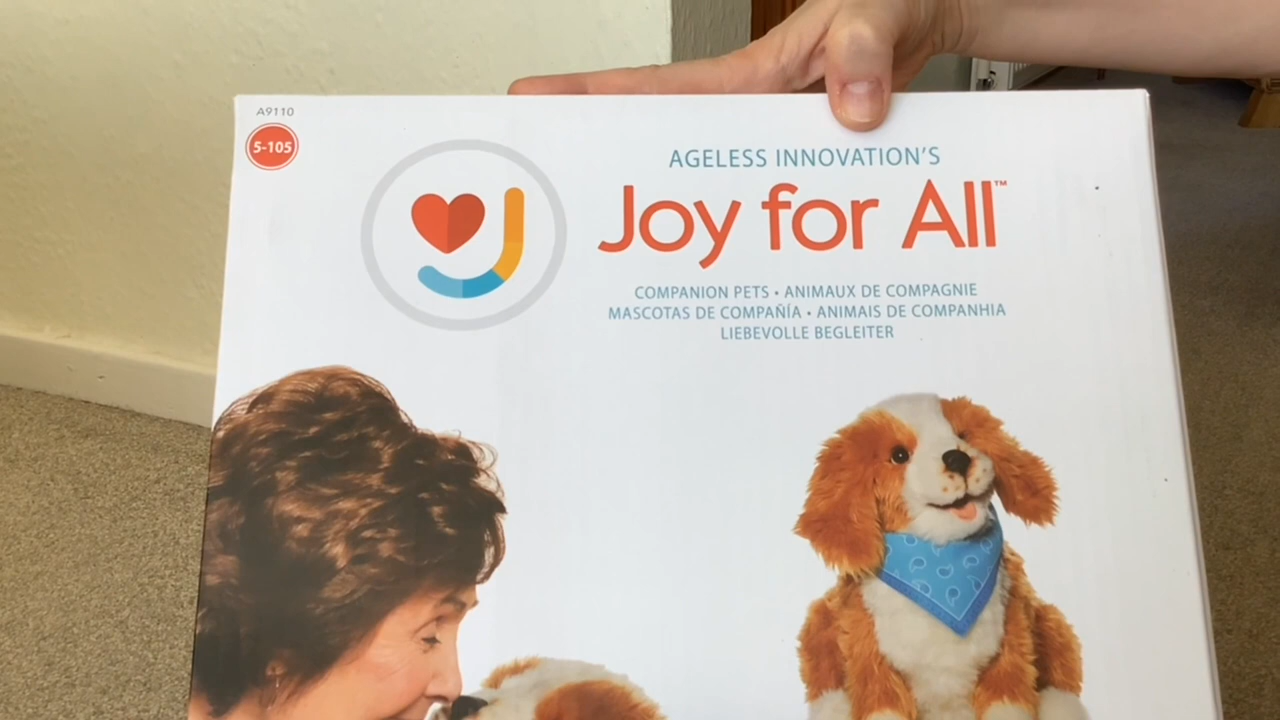 A9110
5-105
AGELESS INNOVATION'S
Joy for All™
COMPANION PETS • ANIMAUX DE COMPAGNIE
MASCOTAS DE COMPAÑÍA • ANIMAIS DE COMPANHIA
LIEBEVOLLE BEGLEITER